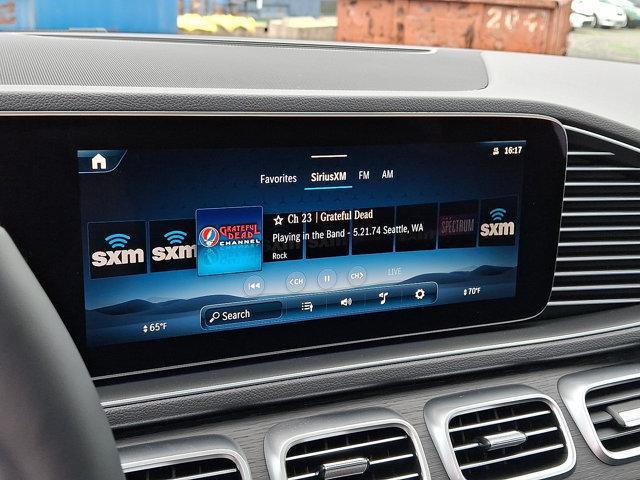 204
16:17
Favorites SiriusXM FM AM
sxm
sxm
GRATEFUL DEAD CHANNEL
Ch 23 | Grateful Dead
Playing in the Band - 5.21.74 Seattle, WA
Rock
SPECTRUM
sxm
CH
CH
LIVE
65°F
Search
70°F